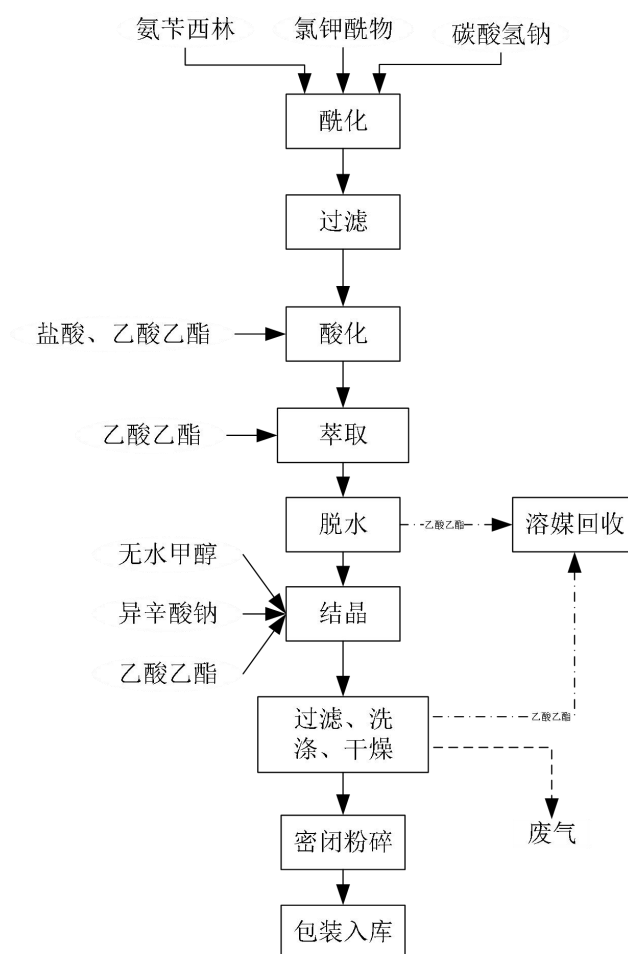 氨苄西林
氯钾酰物
碳酸氢钠
酰化
过滤
盐酸、乙酸乙酯
酸化
乙酸乙酯
萃取
脱水
乙酸乙酯
溶媒回收
无水甲醇
异辛酸钠
乙酸乙酯
结晶
过滤、洗
涤、干燥
乙酸乙酯
废气
密闭粉碎
包装入库